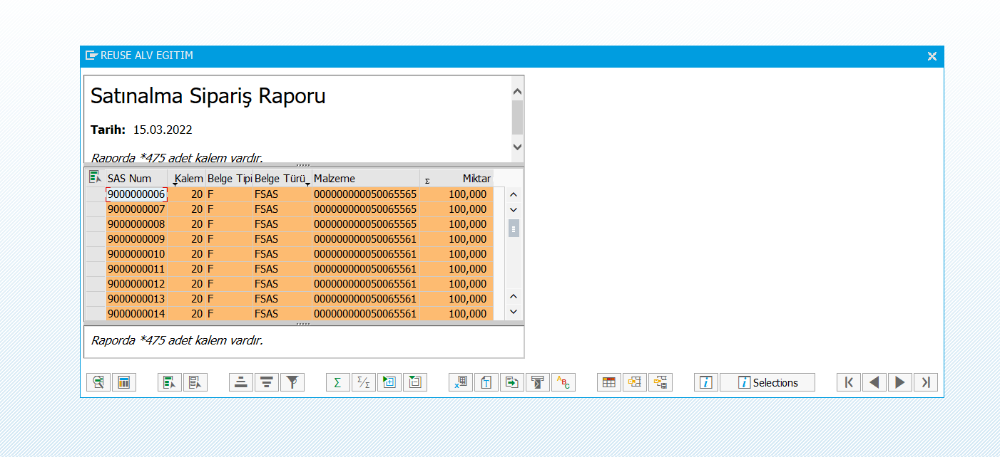 REUSE ALV EGITIM
Satınalma Sipariş Raporu
Tarih: 15.03.2022
Raporda *475 adet kalem vardır.
SAS Num Kalem Belge Tipi Belge Türü Malzeme Σ Miktar
9000000006 20 F FSAS 000000000050065565 100,000
9000000007 20 F FSAS 000000000050065565 100,000
9000000008 20 F FSAS 000000000050065565 100,000
9000000009 20 F FSAS 000000000050065561 100,000
9000000010 20 F FSAS 000000000050065561 100,000
9000000011 20 F FSAS 000000000050065561 100,000
9000000012 20 F FSAS 000000000050065561 100,000
9000000013 20 F FSAS 000000000050065561 100,000
9000000014 20 F FSAS 000000000050065561 100,000
Raporda *475 adet kalem vardır.
Selections